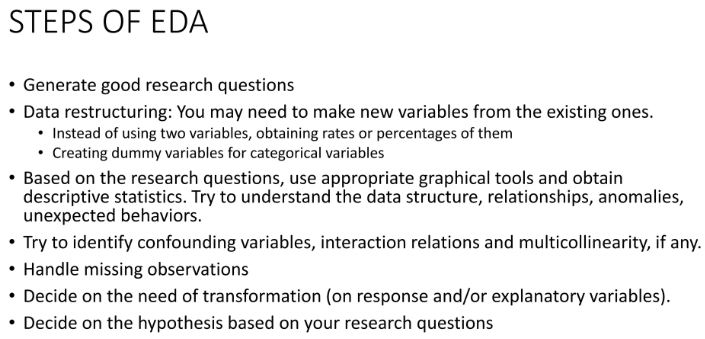 STEPS OF EDA
• Generate good research questions
• Data restructuring: You may need to make new variables from the existing ones.
• Instead of using two variables, obtaining rates or percentages of them
• Creating dummy variables for categorical variables
• Based on the research questions, use appropriate graphical tools and obtain
descriptive statistics. Try to understand the data structure, relationships, anomalies,
unexpected behaviors.
• Try to identify confounding variables, interaction relations and multicollinearity, if any.
• Handle missing observations
• Decide on the need of transformation (on response and/or explanatory variables).
• Decide on the hypothesis based on your research questions